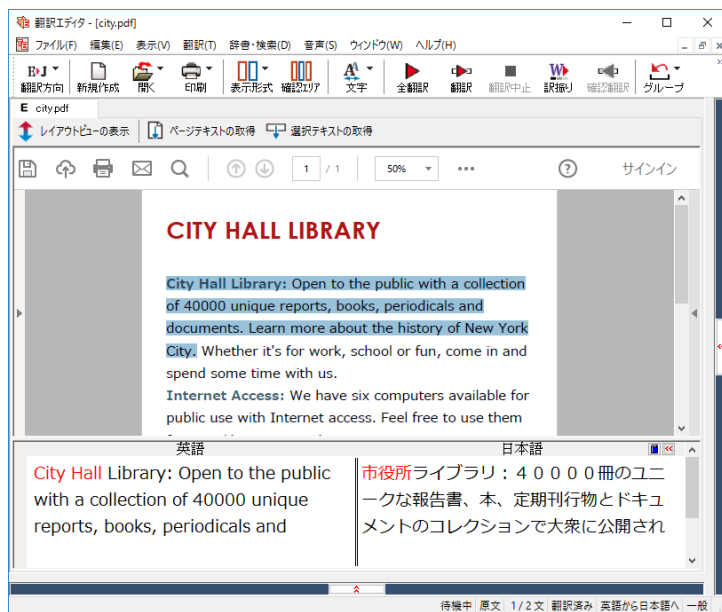 翻訳エディタ - [city.pdf]
ファイル(F) 編集(E) 表示(V) 翻訳(T) 辞書・検索(D) 音声(S) ウィンドウ(W) ヘルプ(H)
翻訳方向 新規作成 開く 印刷 表示形式 確認エリア 文字 全翻訳 翻訳 翻訳中止 訳振り 確認翻訳 グループ
E city.pdf
レイアウトビューの表示 ページテキストの取得 選択テキストの取得
1 / 1 50% サインイン
CITY HALL LIBRARY
City Hall Library: Open to the public with a collection
of 40000 unique reports, books, periodicals and
documents. Learn more about the history of New York
City. Whether it's for work, school or fun, come in and
spend some time with us.
Internet Access: We have six computers available for
public use with Internet access. Feel free to use them
英語 日本語
City Hall Library: Open to the public
with a collection of 40000 unique
reports, books, periodicals and
市役所ライブラリ：４００００冊のユニ
ークな報告書、本、定期刊行物とドキュ
メントのコレクションで大衆に公開され
待機中 原文 1/2文 翻訳済み 英語から日本語へ 一般